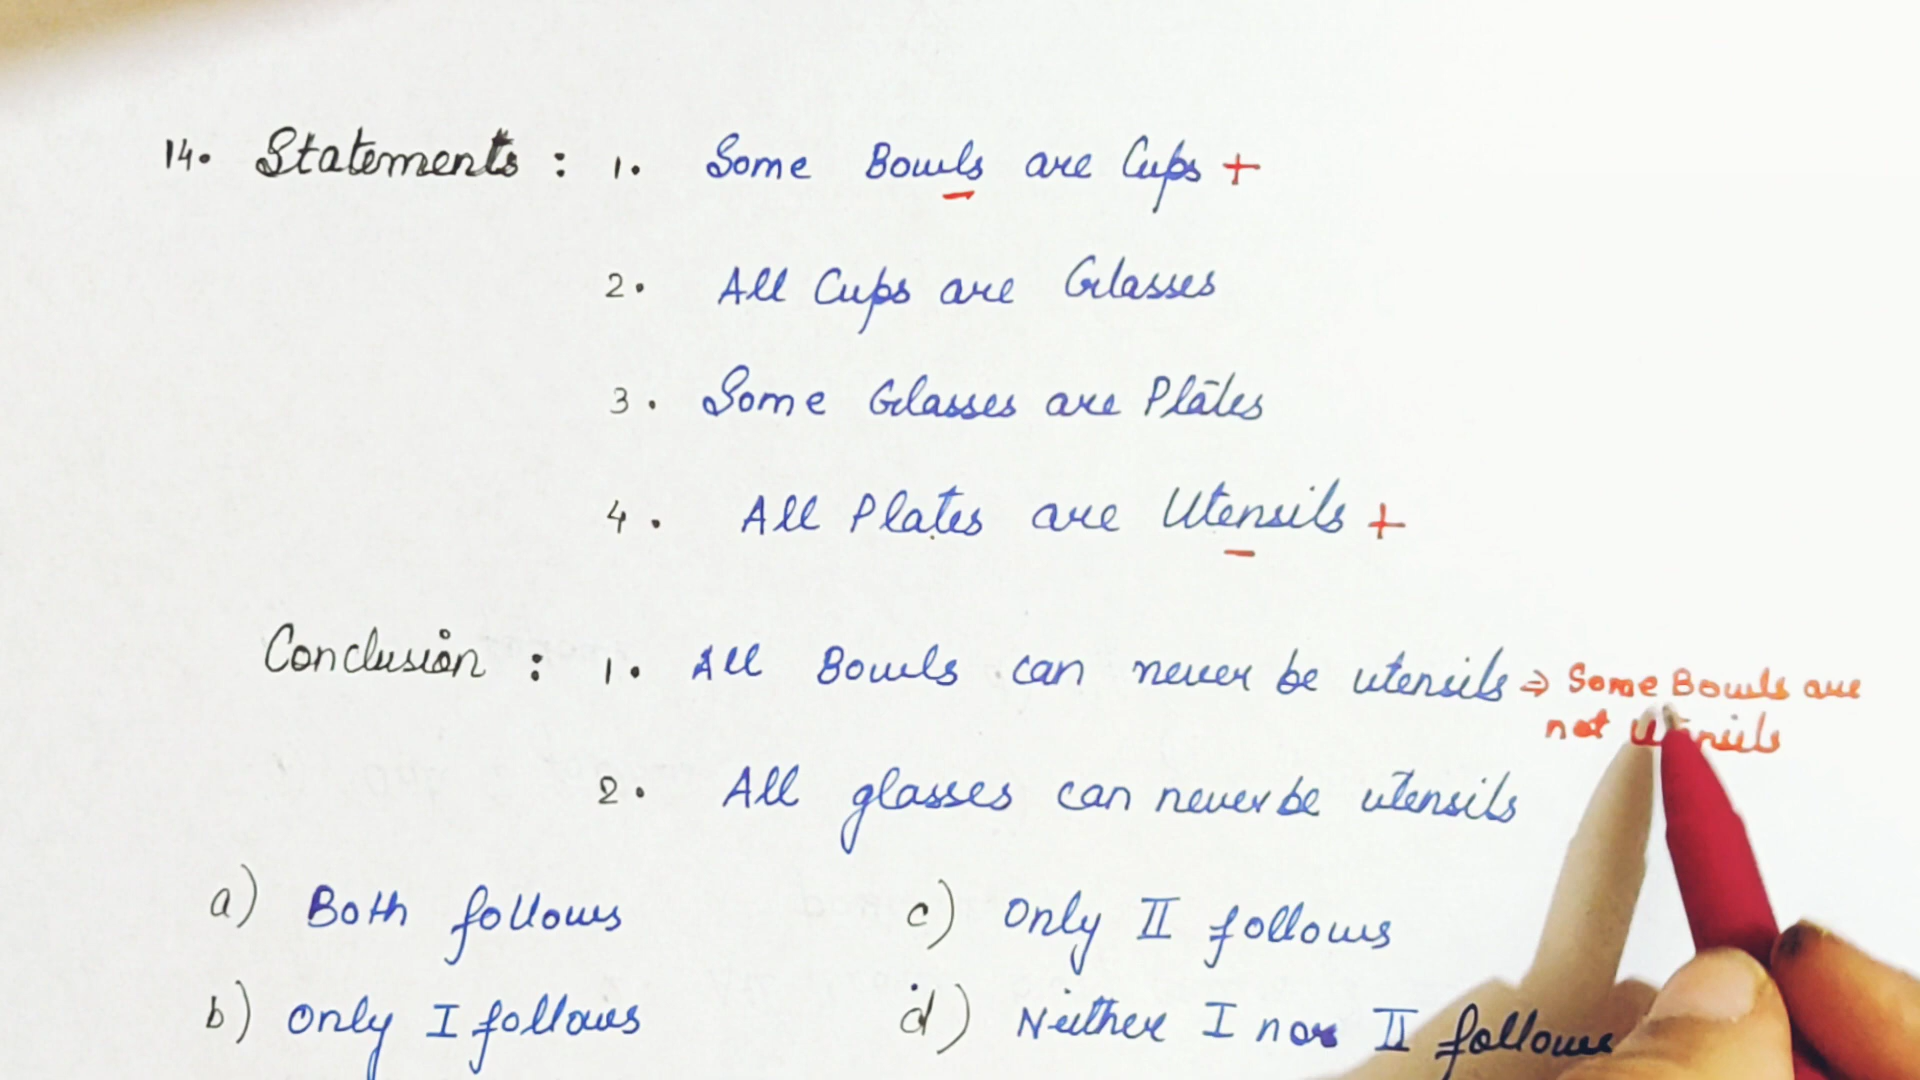 14. Statements : 1. Some Bowls are Cups +
2. All Cups are Glasses
3. Some Glasses are Plates
4. All Plates are Utensils +
Conclusion : 1. All Bowls can never be utensils ⇒ Some Bowls are
not utensils
2. All glasses can never be utensils
a) Both follows c) Only II follows
b) Only I follows d) Neither I nor II follows